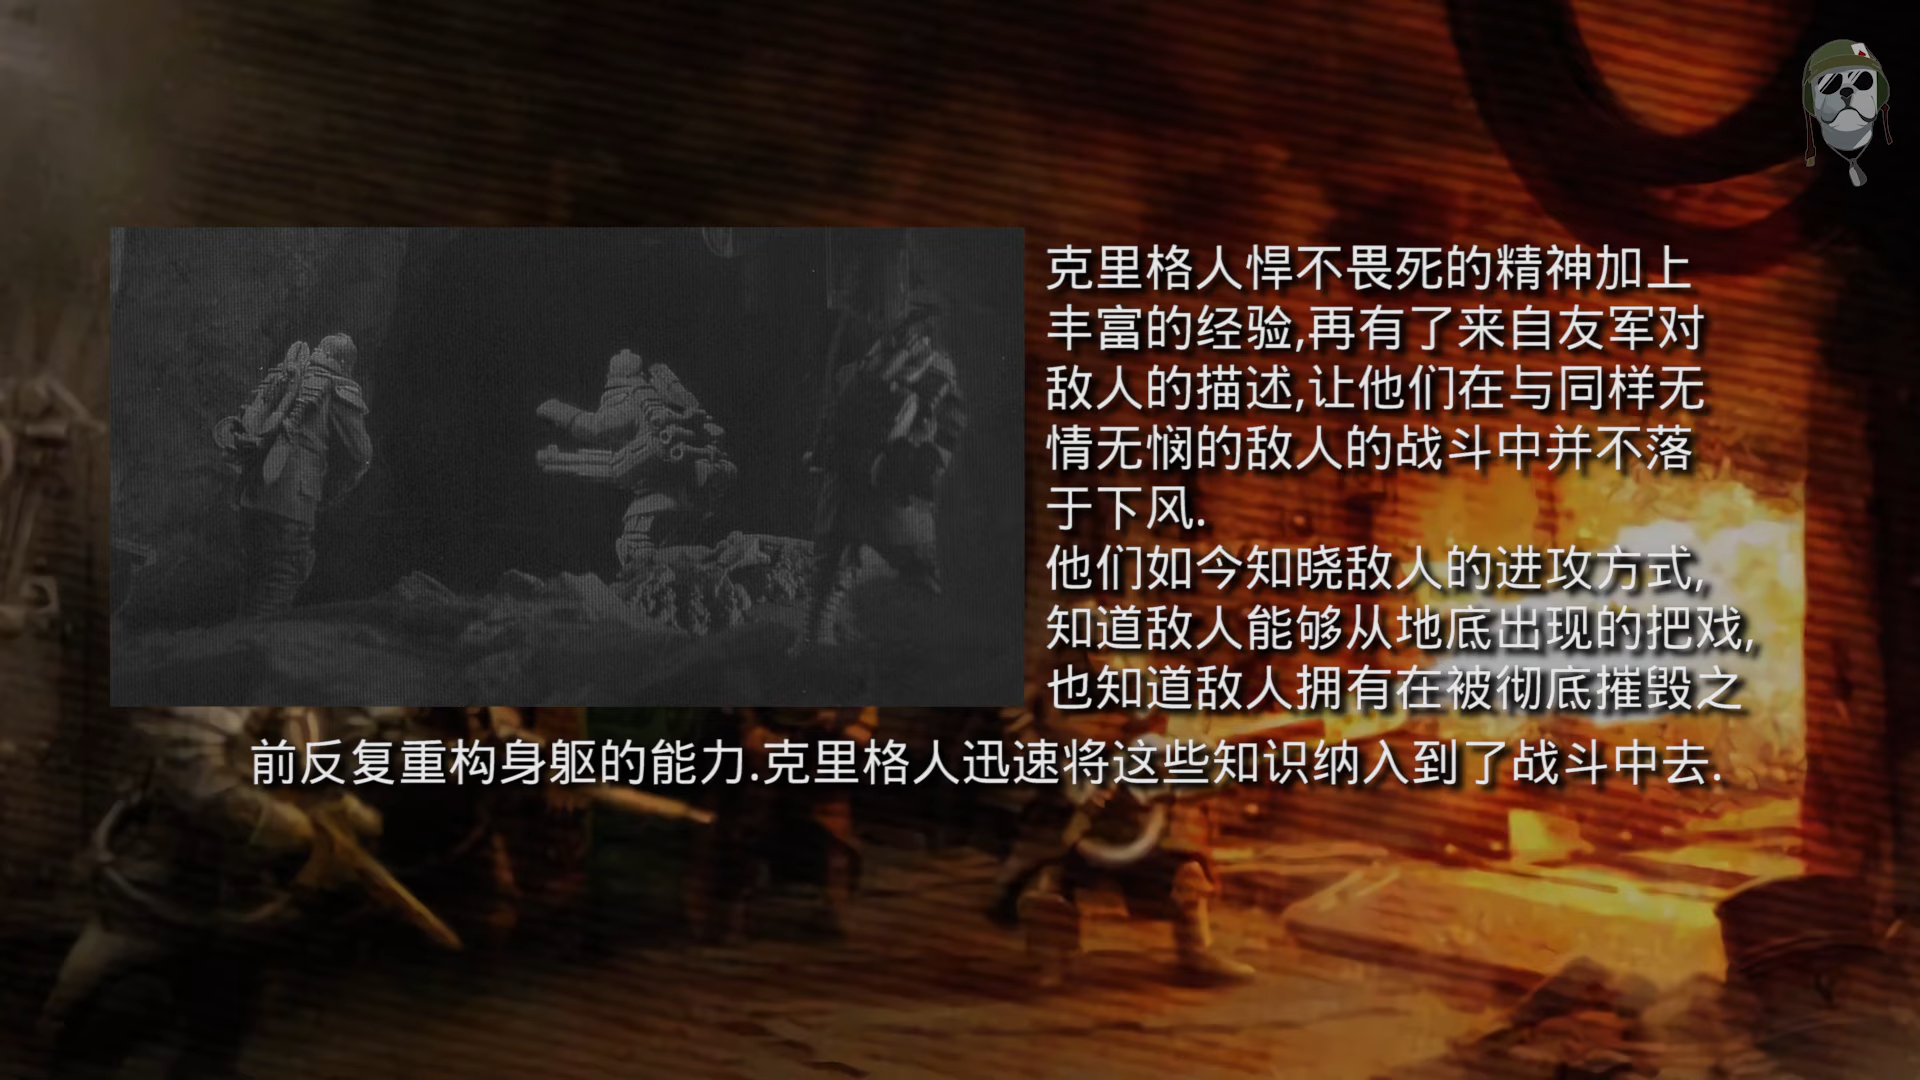 克里格人悍不畏死的精神加上
丰富的经验,再有了来自友军对
敌人的描述,让他们在与同样无
情无悯的敌人的战斗中并不落
于下风.
他们如今知晓敌人的进攻方式,
知道敌人能够从地底出现的把戏,
也知道敌人拥有在被彻底摧毁之
前反复重构身躯的能力.克里格人迅速将这些知识纳入到了战斗中去.